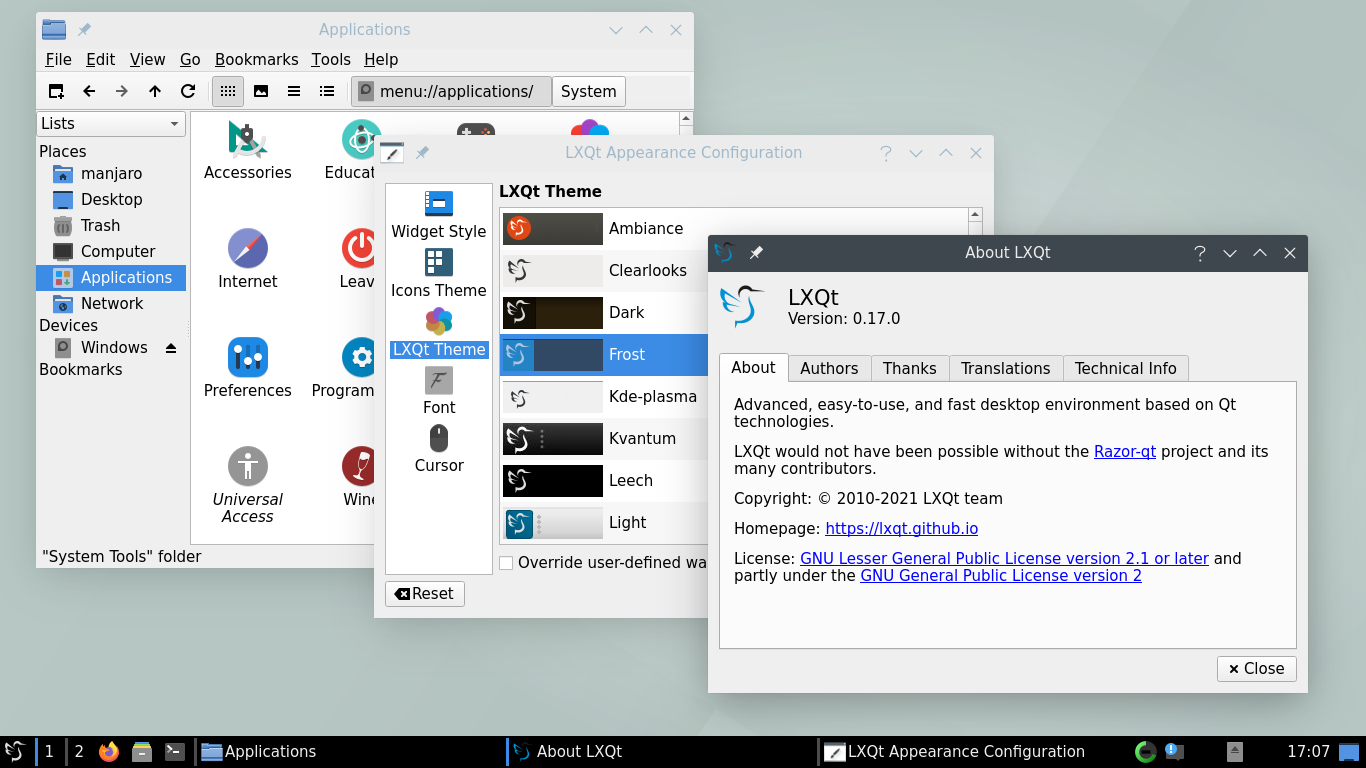 Applications
File Edit View Go Bookmarks Tools Help
menu://applications/ System
Lists
Places
manjaro
Desktop
Trash
Computer
Applications
Network
Devices
Windows
Bookmarks
Accessories
Internet
Leav
Preferences
Universal
Access
Wine
"System Tools" folder
LXQt Appearance Configuration
Widget Style
Icons Theme
LXQt Theme
Font
Cursor
Reset
LXQt Theme
Ambiance
Clearlooks
Dark
Frost
Kde-plasma
Kvantum
Leech
Light
Override user-defined wa
About LXQt
LXQt
Version: 0.17.0
About Authors Thanks Translations Technical Info
Advanced, easy-to-use, and fast desktop environment based on Qt
technologies.
LXQt would not have been possible without the Razor-qt project and its
many contributors.
Copyright: © 2010-2021 LXQt team
Homepage: https://lxqt.github.io
License: GNU Lesser General Public License version 2.1 or later and
partly under the GNU General Public License version 2
Close
1 2 Applications About LXQt LXQt Appearance Configuration 17:07